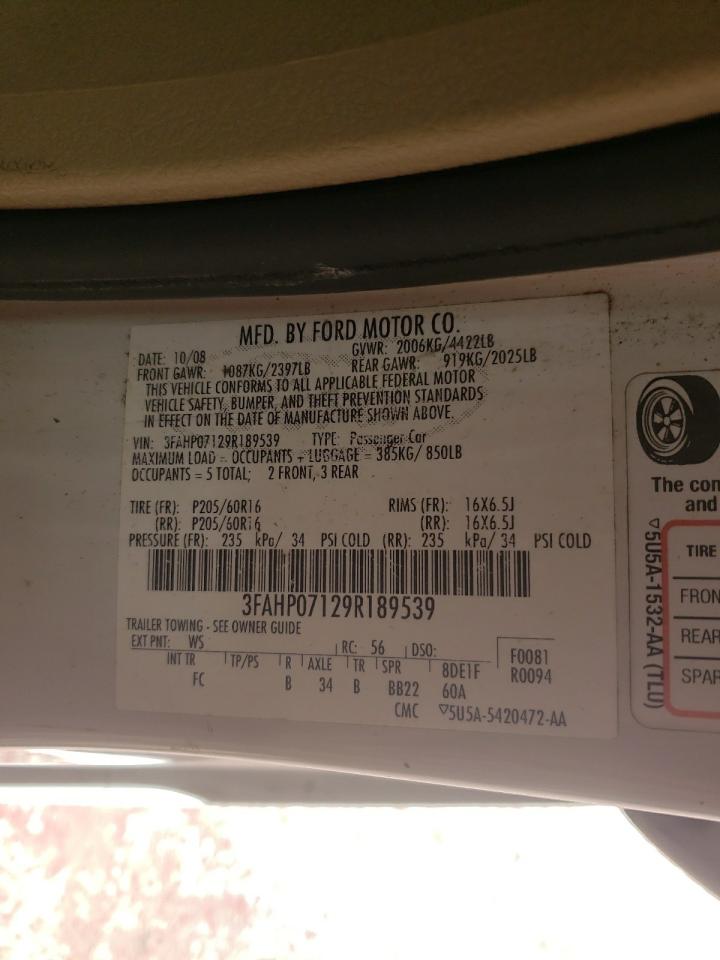 MFD. BY FORD MOTOR CO.
DATE: 10/08 GVWR: 2006KG/4422LB
FRONT GAWR: 1087KG/2397LB REAR GAWR: 919KG/2025LB
THIS VEHICLE CONFORMS TO ALL APPLICABLE FEDERAL MOTOR
VEHICLE SAFETY, BUMPER, AND THEFT PREVENTION STANDARDS
IN EFFECT ON THE DATE OF MANUFACTURE SHOWN ABOVE.
VIN: 3FAHP07129R189539 TYPE: Passenger Car
MAXIMUM LOAD = OCCUPANTS + LUGGAGE = 385KG/ 850LB
OCCUPANTS = 5 TOTAL; 2 FRONT, 3 REAR
TIRE (FR): P205/60R16 RIMS (FR): 16X6.5J
(RR): P205/60R16 (RR): 16X6.5J
PRESSURE (FR): 235 kPa/ 34 PSI COLD (RR): 235 kPa/ 34 PSI COLD
3FAHP07129R189539
TRAILER TOWING - SEE OWNER GUIDE
EXT PNT: WS RC: 56 DSO:
INT TR TP/PS R AXLE TR SPR 8DE1F F0081
FC B 34 B BB22 60A R0094
CMC ▽5U5A-5420472-AA
The con
and
TIRE
FRON
REAR
SPAR
▽5U5A-1532-AA (TLU)